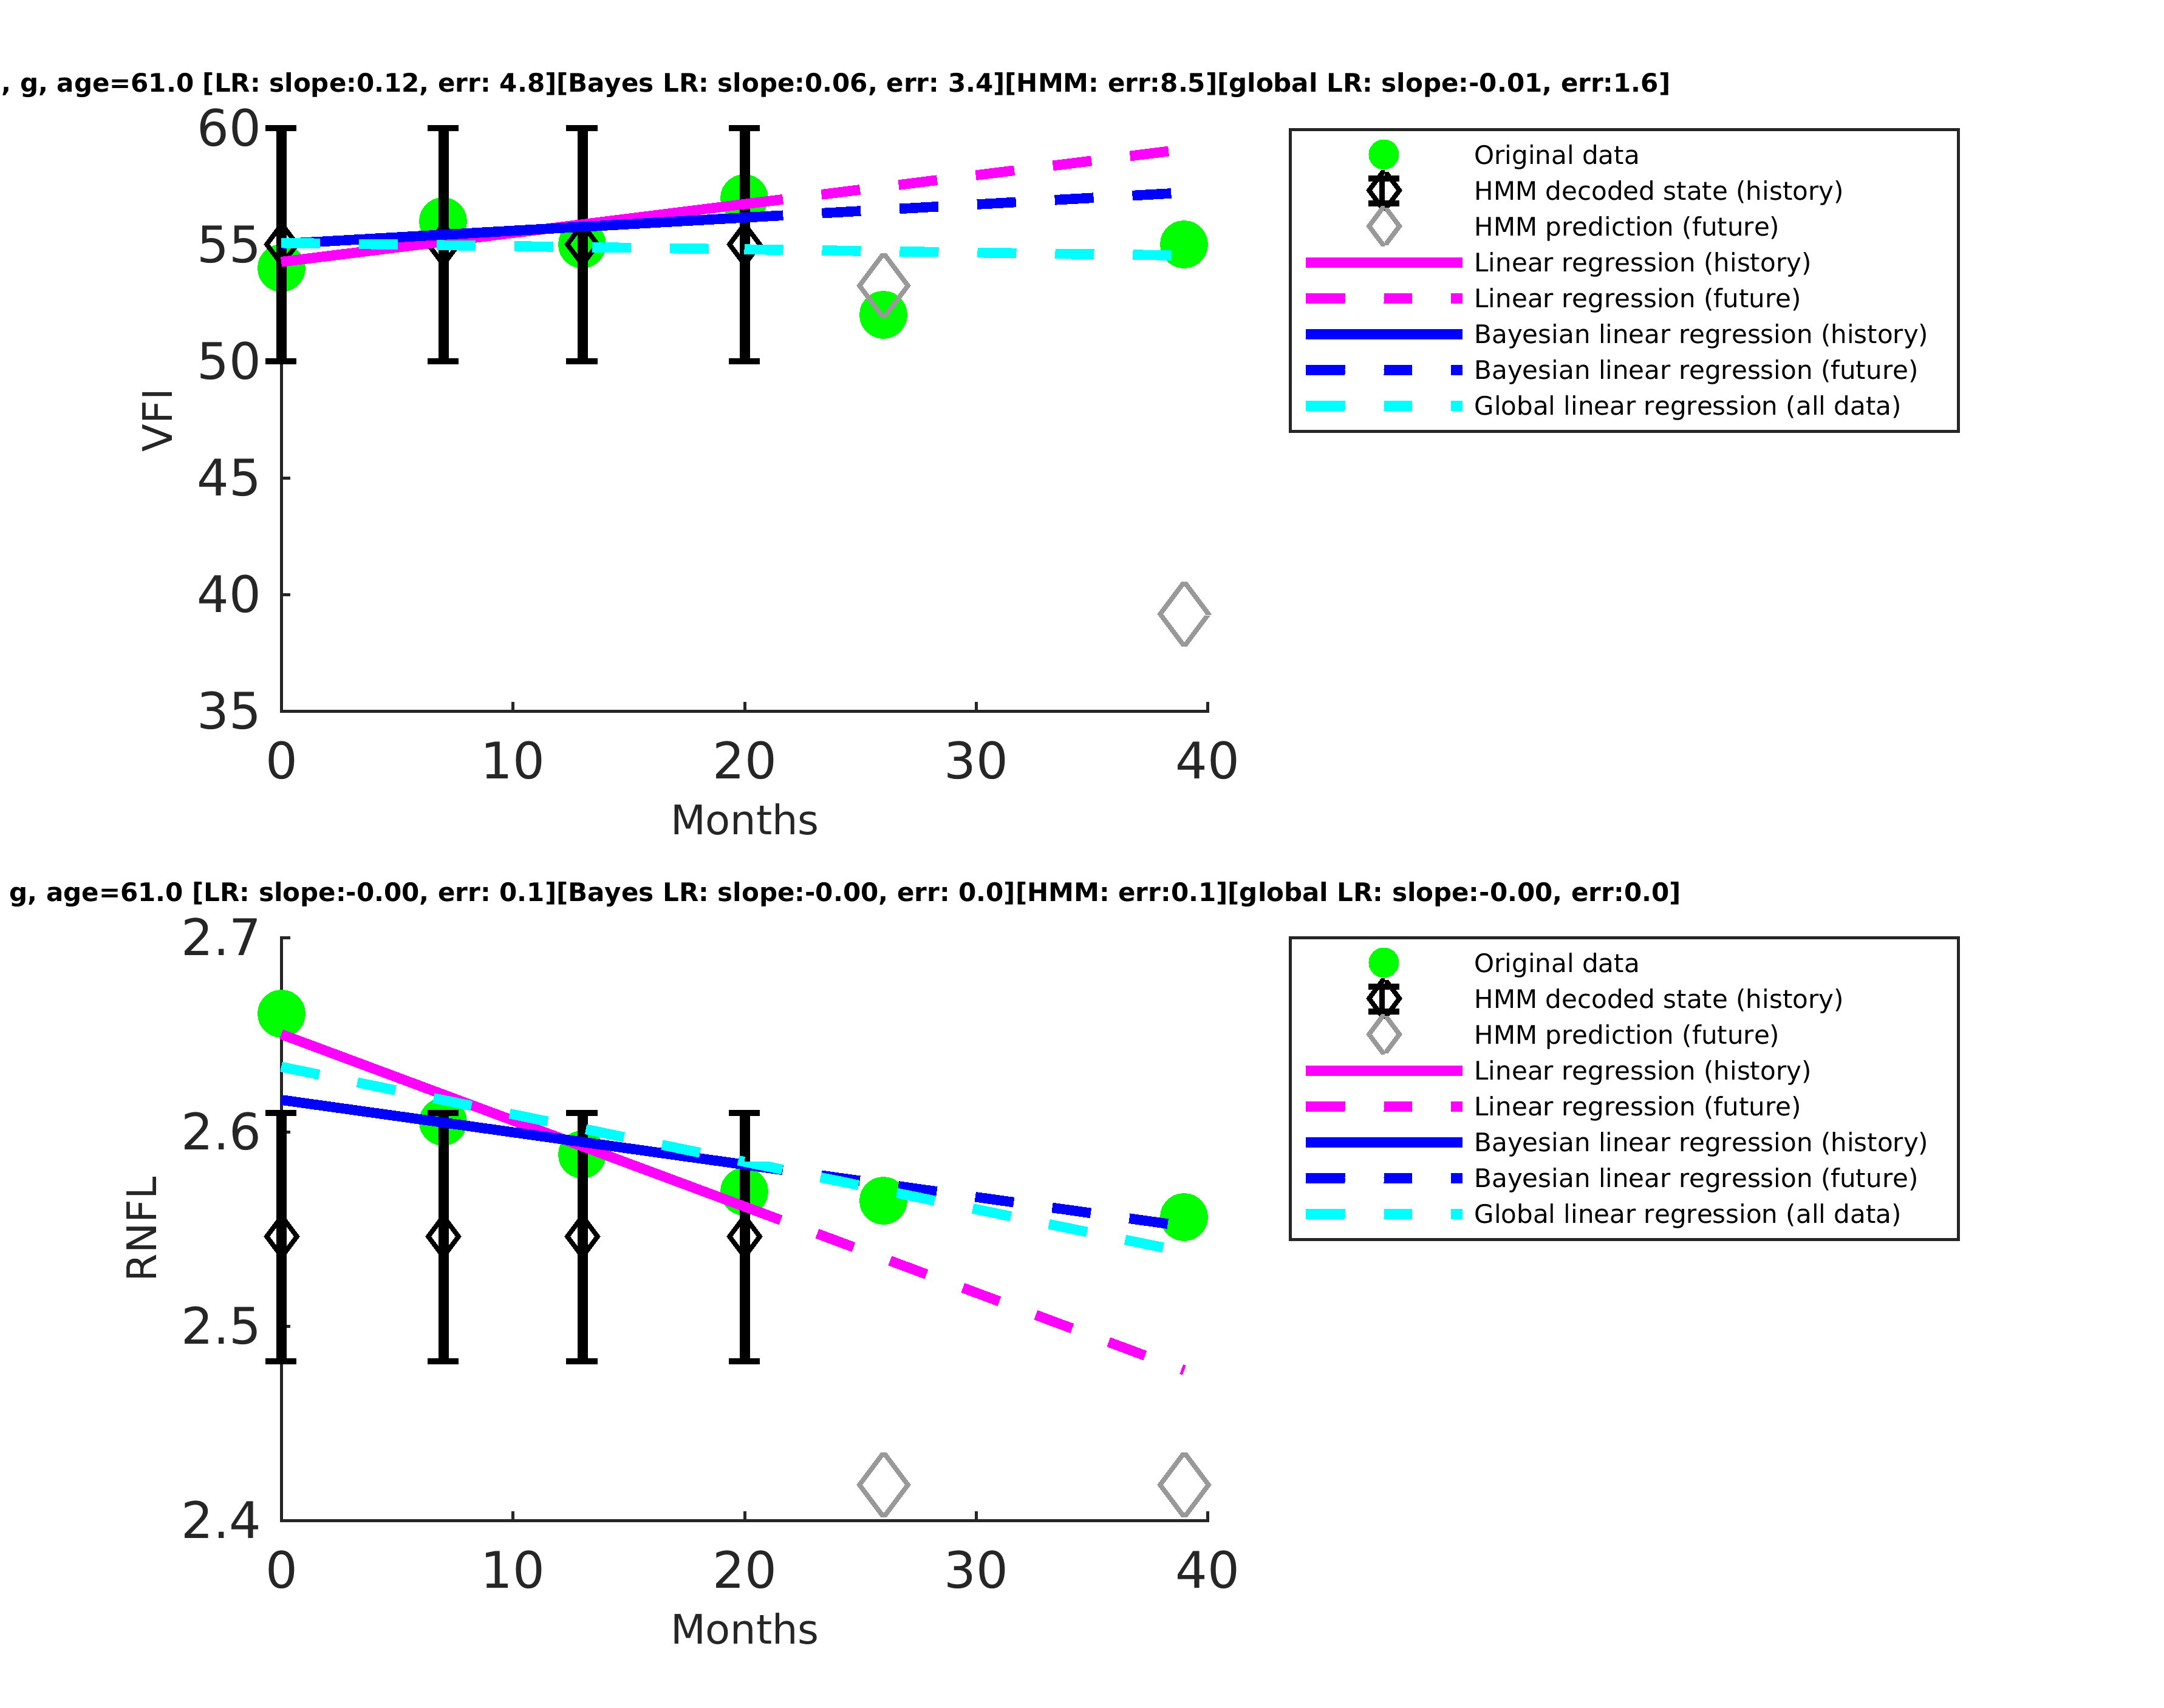 , g, age=61.0 [LR: slope:0.12, err: 4.8][Bayes LR: slope:0.06, err: 3.4][HMM: err:8.5][global LR: slope:-0.01, err:1.6]
60
55
50
45
40
35
VFI
0 10 20 30 40
Months
Original data
HMM decoded state (history)
HMM prediction (future)
Linear regression (history)
Linear regression (future)
Bayesian linear regression (history)
Bayesian linear regression (future)
Global linear regression (all data)
g, age=61.0 [LR: slope:-0.00, err: 0.1][Bayes LR: slope:-0.00, err: 0.0][HMM: err:0.1][global LR: slope:-0.00, err:0.0]
2.7
2.6
2.5
2.4
RNFL
0 10 20 30 40
Months
Original data
HMM decoded state (history)
HMM prediction (future)
Linear regression (history)
Linear regression (future)
Bayesian linear regression (history)
Bayesian linear regression (future)
Global linear regression (all data)